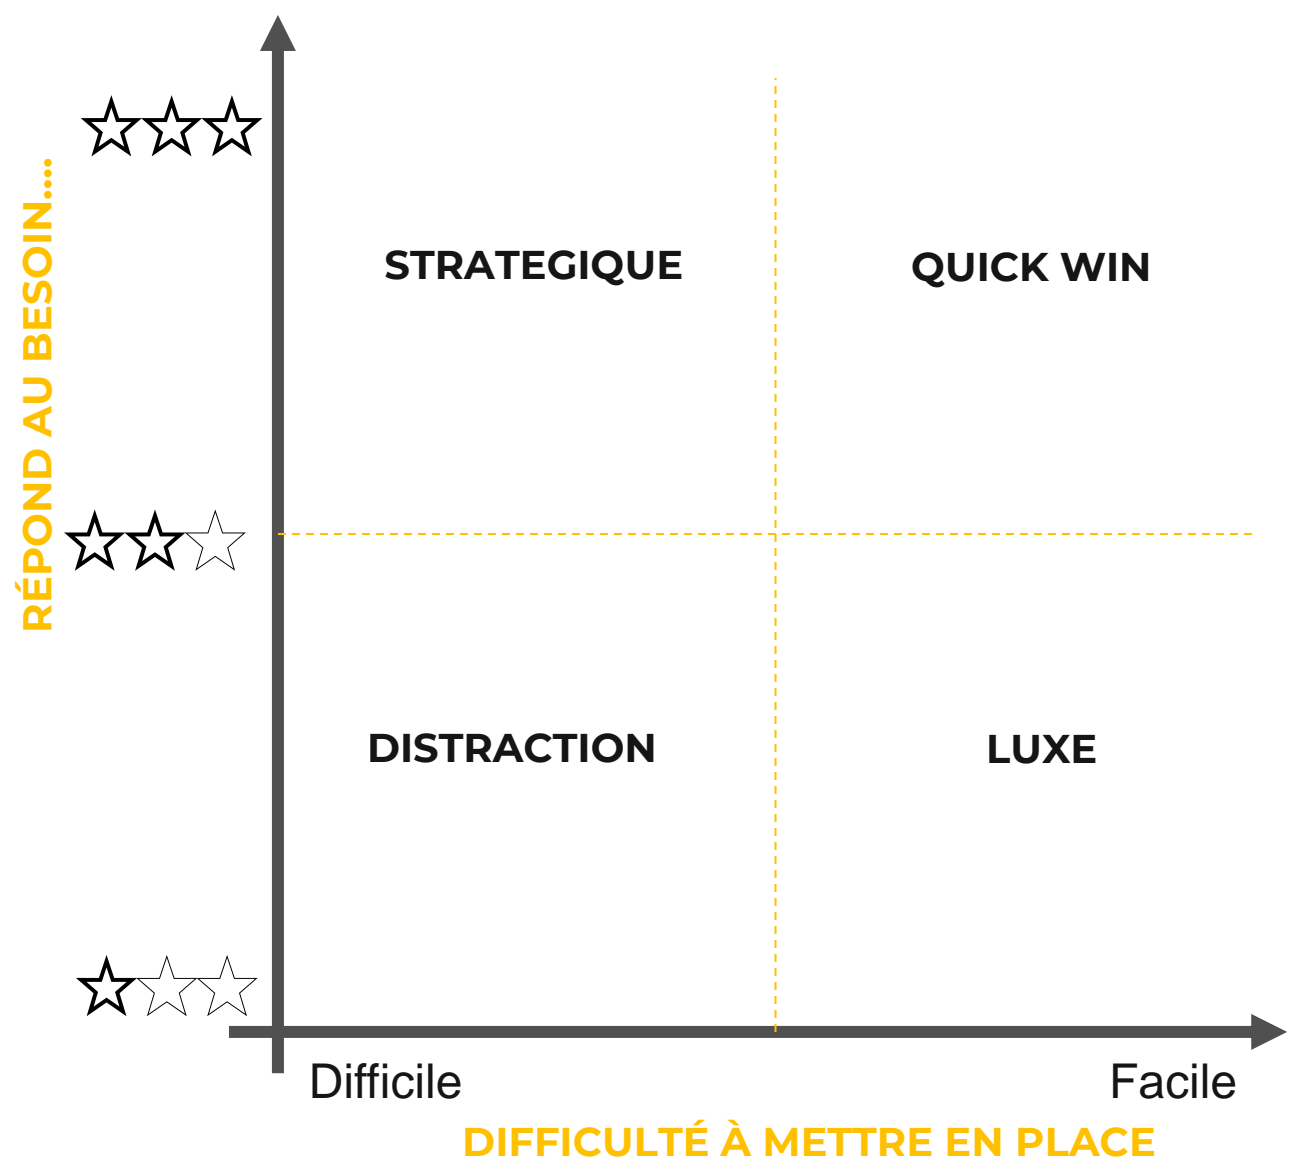 RÉPOND AU BESOIN....
STRATEGIQUE
QUICK WIN
DISTRACTION
LUXE
Difficile
Facile
DIFFICULTÉ À METTRE EN PLACE